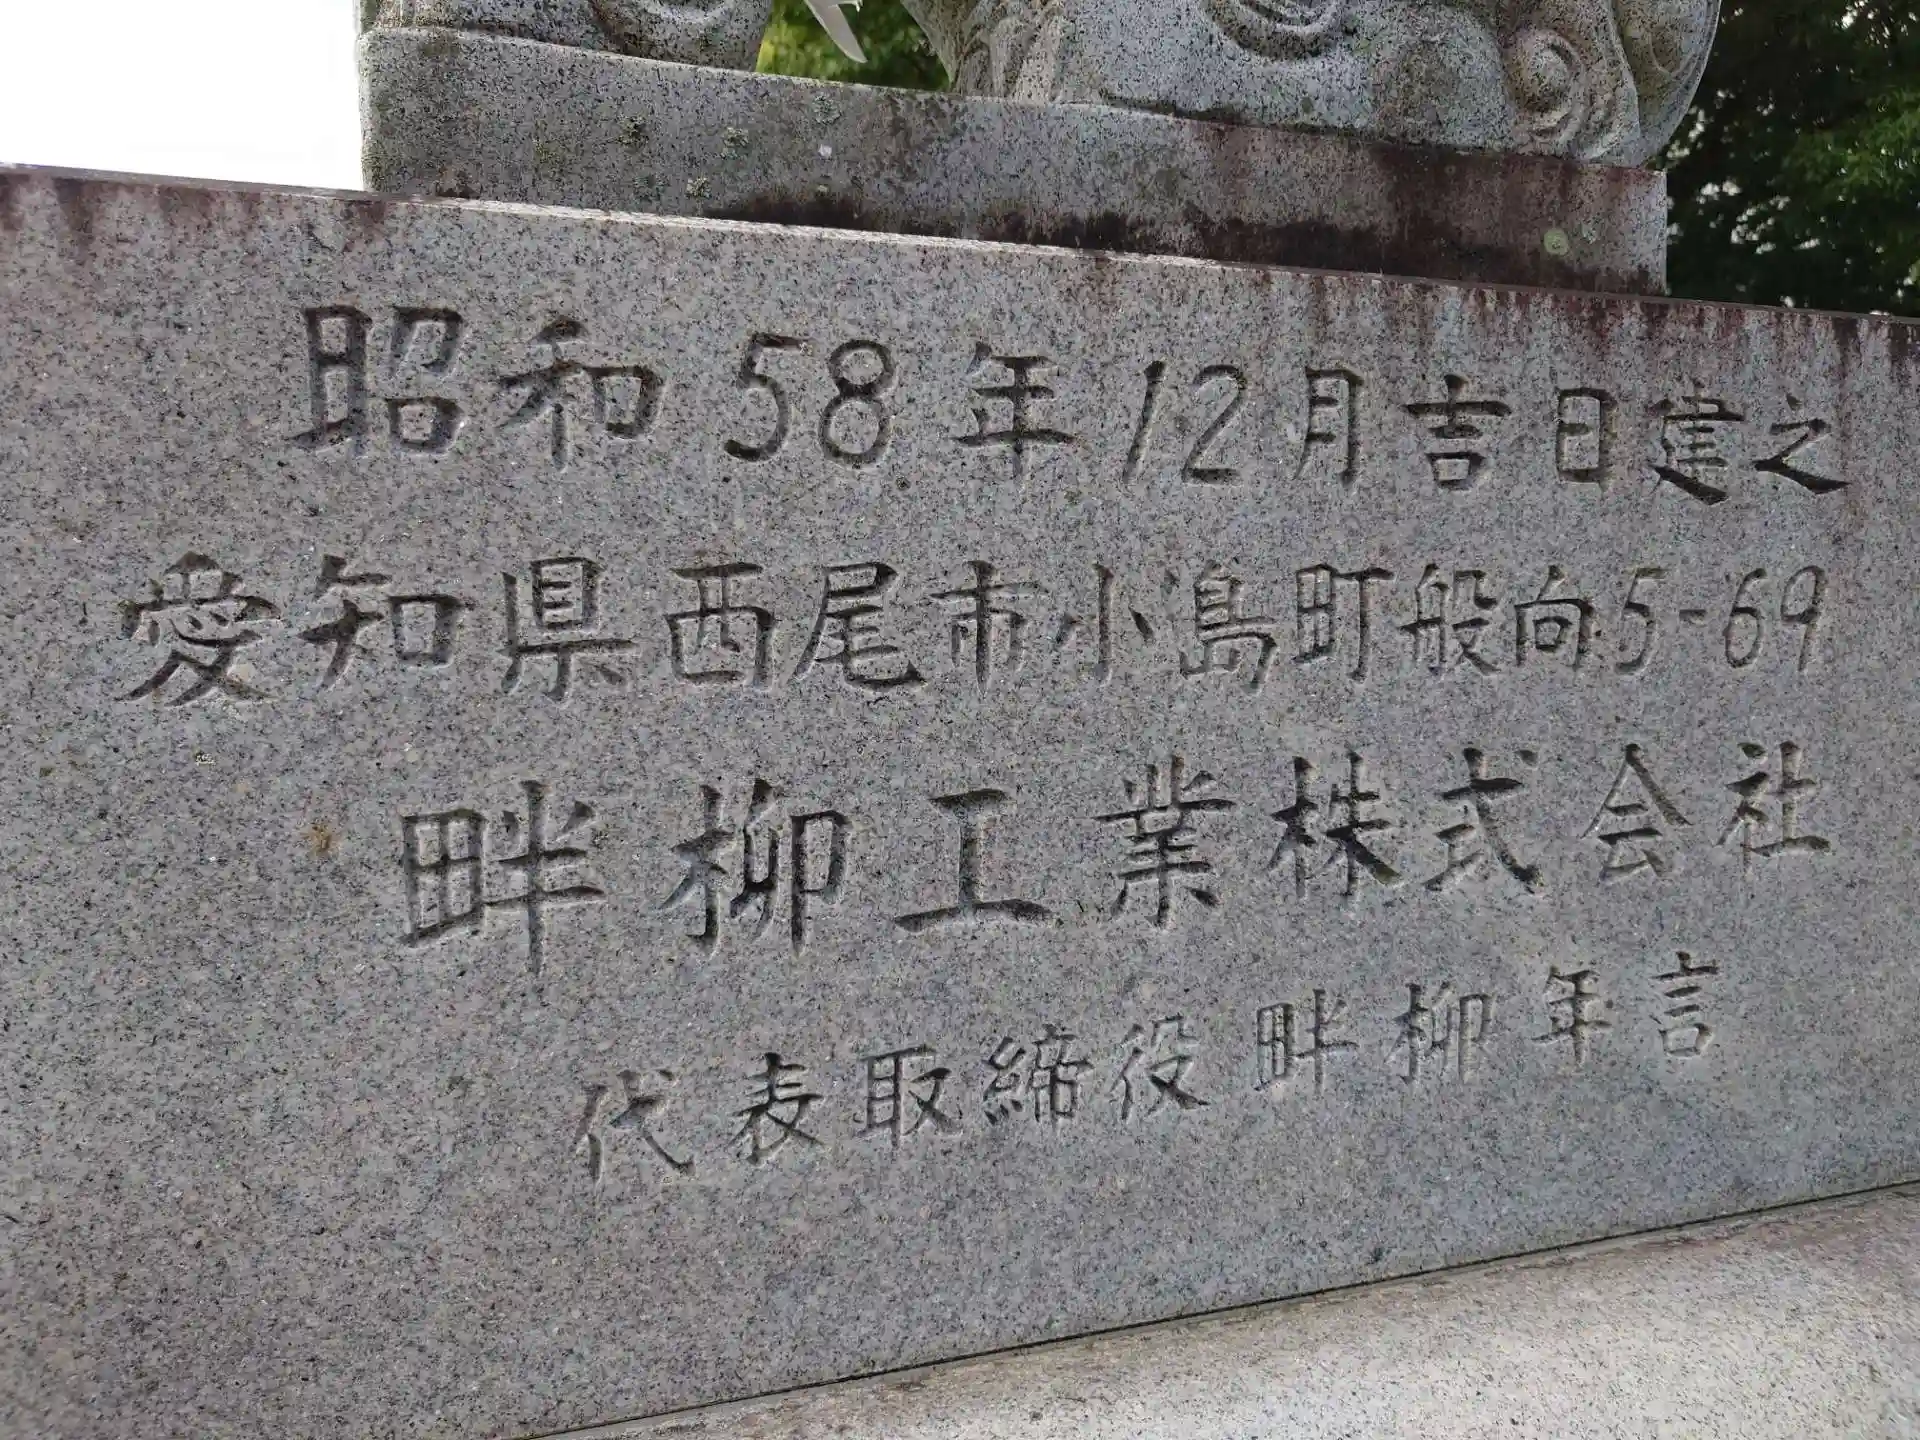 昭和58年12月吉日建之
愛知県西尾市小島町般向5-69
畔柳工業株式会社
代表取締役 畔柳年言